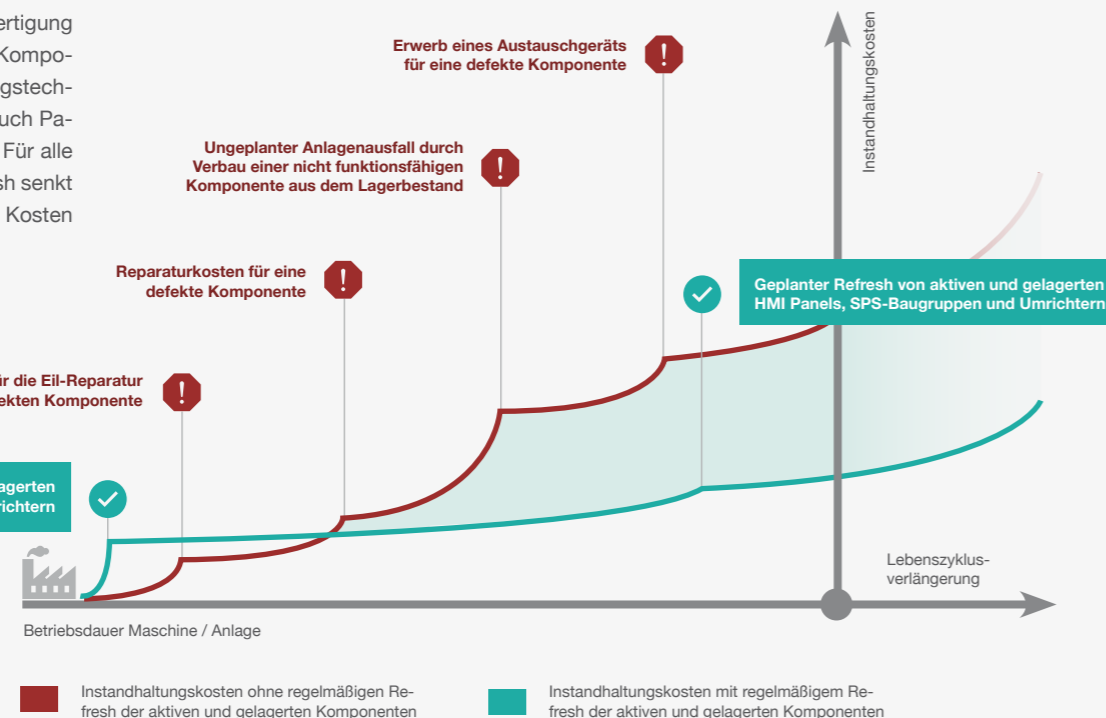 ertigung
Kompo-
gstech-
uch Pa-
Für alle
sh senkt
Kosten
Erwerb eines Austauschgeräts
für eine defekte Komponente
Instandhaltungskosten
Ungeplanter Anlagenausfall durch
Verbau einer nicht funktionsfähigen
Komponente aus dem Lagerbestand
Reparaturkosten für eine
defekte Komponente
Geplanter Refresh von aktiven und gelagerten
HMI Panels, SPS-Baugruppen und Umrichtern
ür die Eil-Reparatur
ekten Komponente
agerten
richtern
Lebenszyklus-
verlängerung
Betriebsdauer Maschine / Anlage
Instandhaltungskosten ohne regelmäßigen Re-
fresh der aktiven und gelagerten Komponenten
Instandhaltungskosten mit regelmäßigem Re-
fresh der aktiven und gelagerten Komponenten